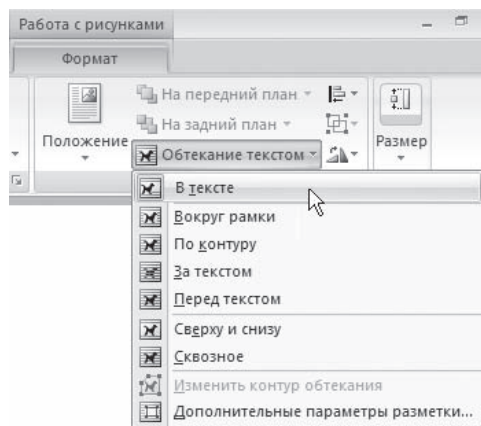 Работа с рисунками
Формат
На передний план
На задний план
Положение
Обтекание текстом
Размер
В тексте
Вокруг рамки
По контуру
За текстом
Перед текстом
Сверху и снизу
Сквозное
Изменить контур обтекания
Дополнительные параметры разметки...